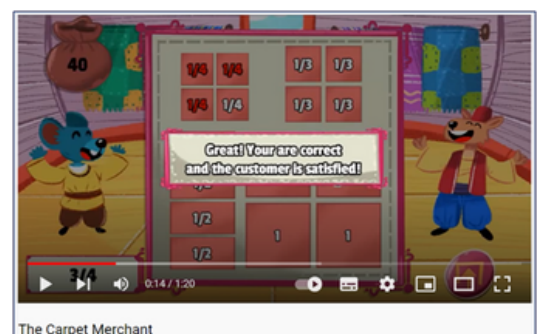 40
1/4 1/4 1/3 1/3
1/4 1/4 1/3 1/3
Great! Your are correct
and the customer is satisfied!
1/2
1/2 1 1
1/2
3/4
0:14 / 1:20
The Carpet Merchant